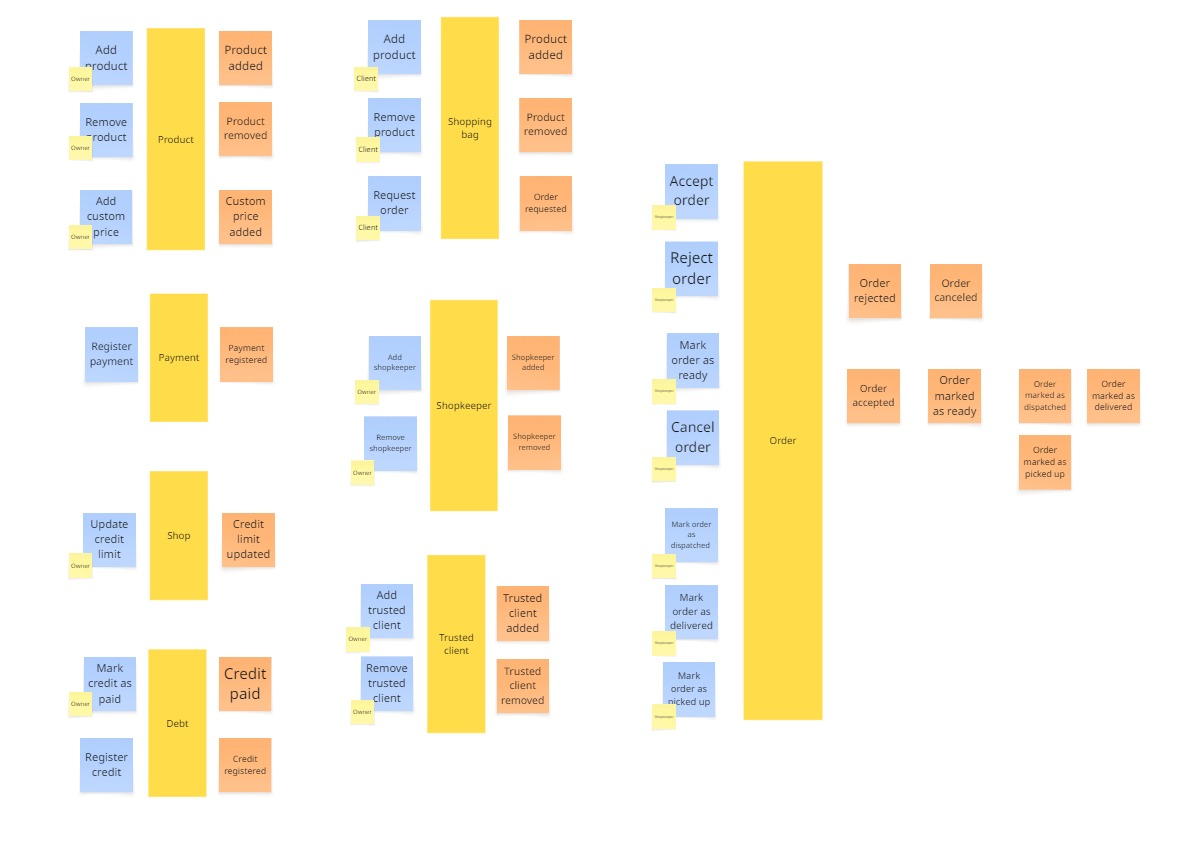 Add
product
Owner
Product
added
Remove
product
Owner
Product
Product
removed
Add
custom
price
Owner
Custom
price
added
Add
product
Client
Product
added
Remove
product
Client
Shopping
bag
Product
removed
Request
order
Client
Order
requested
Register
payment
Payment
Payment
registered
Add
shopkeeper
Owner
Shopkeeper
added
Shopkeeper
Remove
shopkeeper
Owner
Shopkeeper
removed
Update
credit
limit
Owner
Shop
Credit
limit
updated
Add
trusted
client
Owner
Trusted
client
added
Trusted
client
Remove
trusted
client
Owner
Trusted
client
removed
Mark
credit as
paid
Owner
Credit
paid
Debt
Register
credit
Credit
registered
Accept
order
Shopkeeper
Reject
order
Shopkeeper
Mark
order as
ready
Shopkeeper
Cancel
order
Shopkeeper
Mark order
as
dispatched
Shopkeeper
Mark
order as
delivered
Shopkeeper
Mark
order as
picked up
Shopkeeper
Order
Order
rejected
Order
canceled
Order
accepted
Order
marked
as ready
Order
marked as
dispatched
Order
marked as
delivered
Order
marked as
picked up